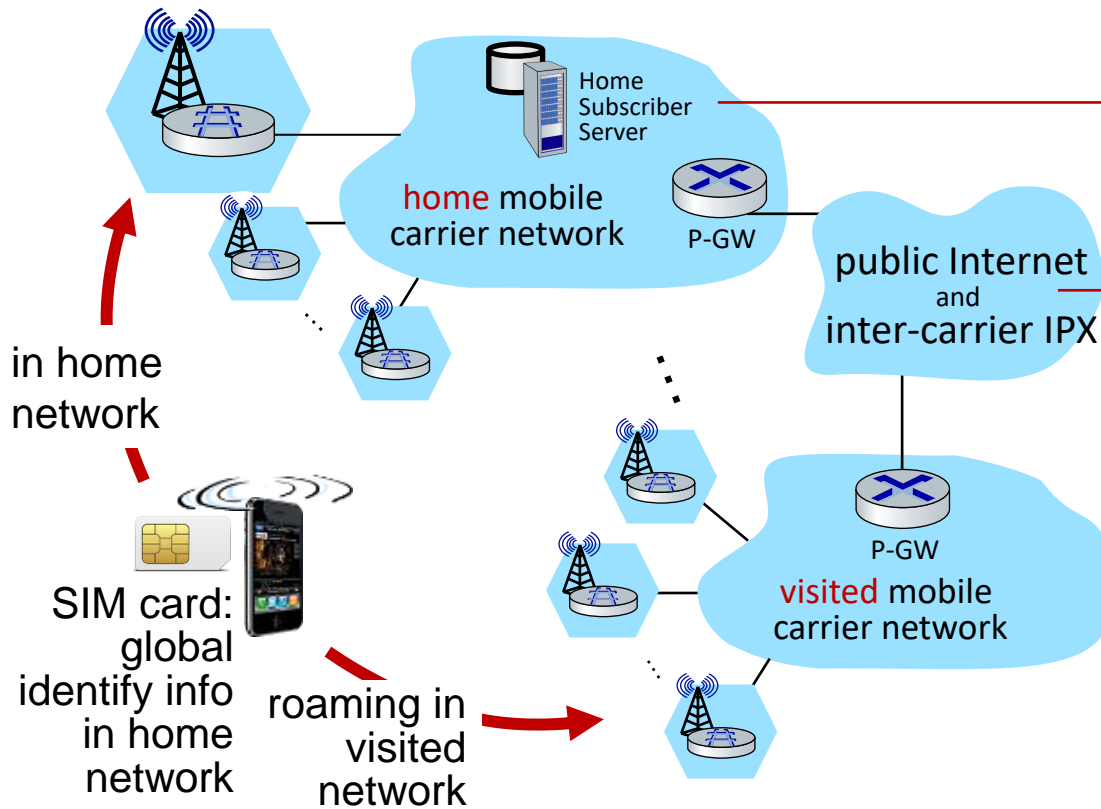 Home
Subscriber
Server
home mobile
carrier network
P-GW
public Internet
and
inter-carrier IPX
in home
network
SIM card:
global
identify info
in home
network
roaming in
visited
network
P-GW
visited mobile
carrier network